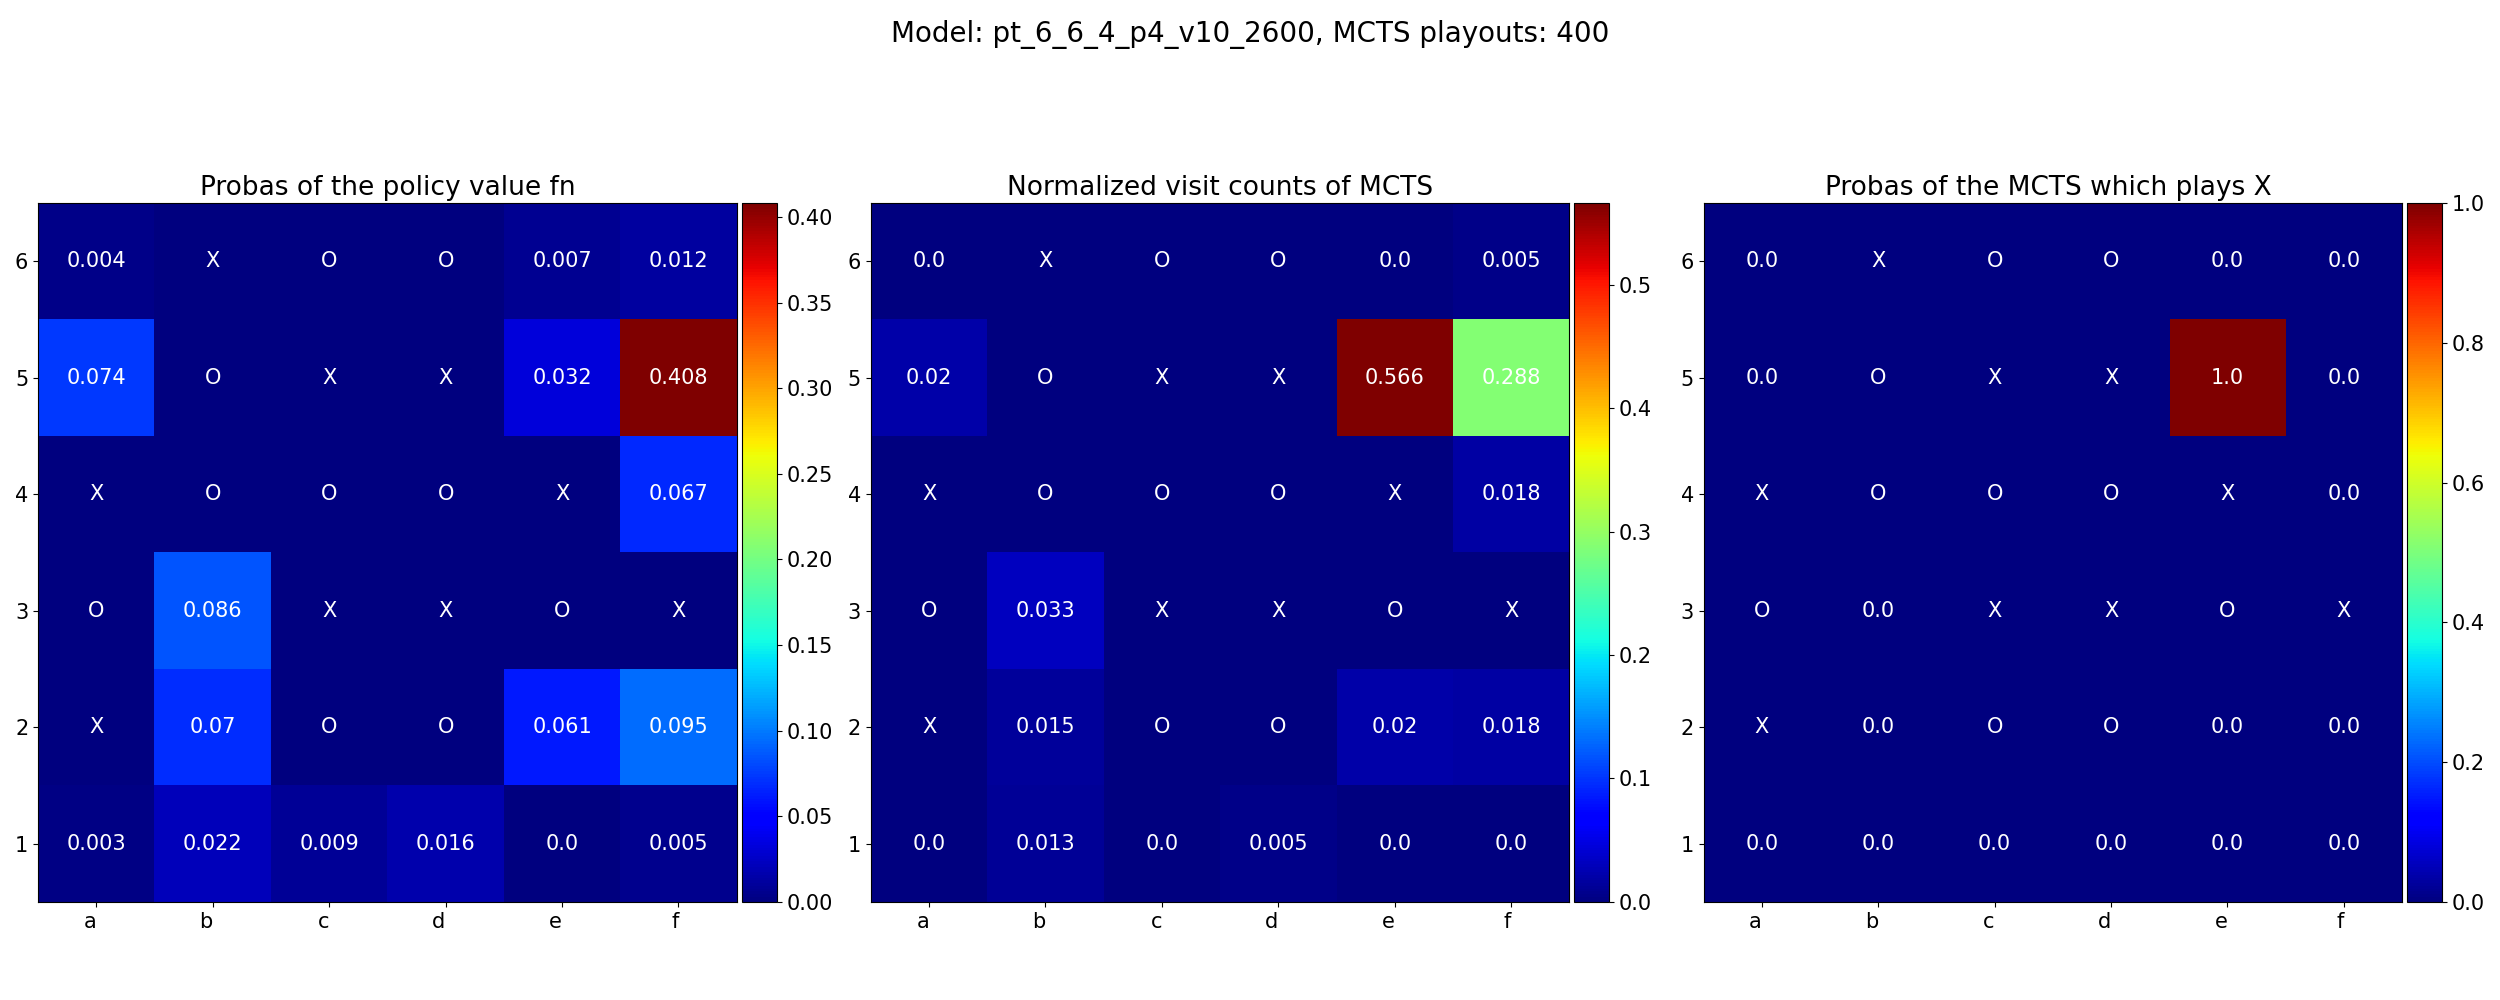 Model: pt_6_6_4_p4_v10_2600, MCTS playouts: 400
Probas of the policy value fn
6 0.004 X O O 0.007 0.012
5 0.074 O X X 0.032 0.408
4 X O O O X 0.067
3 O 0.086 X X O X
2 X 0.07 O O 0.061 0.095
1 0.003 0.022 0.009 0.016 0.0 0.005
a b c d e f
0.40
0.35
0.30
0.25
0.20
0.15
0.10
0.05
0.00
Normalized visit counts of MCTS
6 0.0 X O O 0.0 0.005
5 0.02 O X X 0.566 0.288
4 X O O O X 0.018
3 O 0.033 X X O X
2 X 0.015 O O 0.02 0.018
1 0.0 0.013 0.0 0.005 0.0 0.0
a b c d e f
0.5
0.4
0.3
0.2
0.1
0.0
Probas of the MCTS which plays X
6 0.0 X O O 0.0 0.0
5 0.0 O X X 1.0 0.0
4 X O O O X 0.0
3 O 0.0 X X O X
2 X 0.0 O O 0.0 0.0
1 0.0 0.0 0.0 0.0 0.0 0.0
a b c d e f
1.0
0.8
0.6
0.4
0.2
0.0